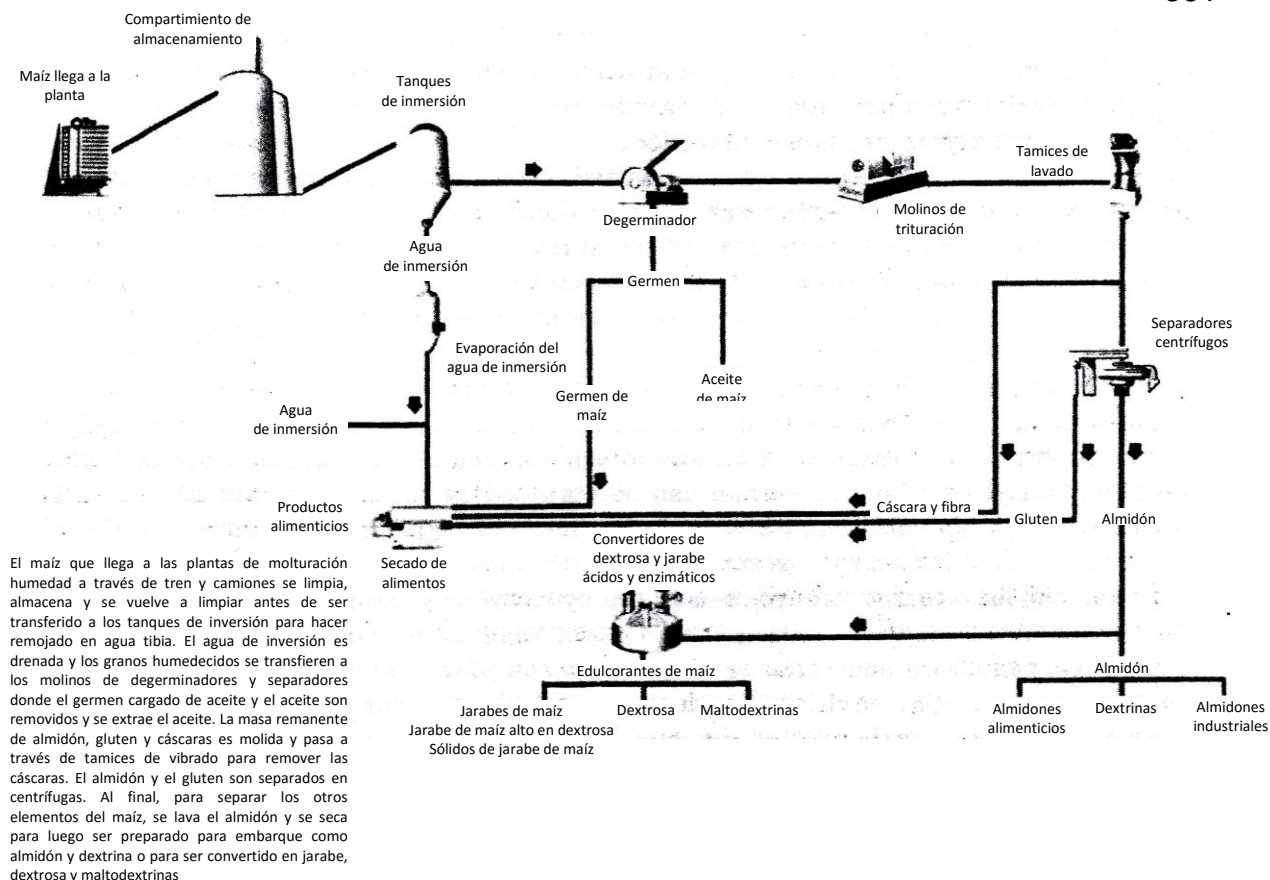 Compartimiento de
almacenamiento
Maíz llega a la
planta
Tanques
de inmersión
Tamices de
lavado
Degerminador
Molinos de
trituración
Agua
de inmersión
Germen
Separadores
centrífugos
Evaporación del
agua de inmersión
Aceite
de maíz
Germen de
maíz
Agua
de inmersión
Productos
alimenticios
Cáscara y fibra
Gluten
Almidón
Convertidores de
dextrosa y jarabe
ácidos y enzimáticos
Secado de
alimentos
El maíz que llega a las plantas de molturación
humedad a través de tren y camiones se limpia,
almacena y se vuelve a limpiar antes de ser
transferido a los tanques de inversión para hacer
remojado en agua tibia. El agua de inversión es
drenada y los granos humedecidos se transfieren a
los molinos de degerminadores y separadores
donde el germen cargado de aceite y el aceite son
removidos y se extrae el aceite. La masa remanente
de almidón, gluten y cáscaras es molida y pasa a
través de tamices de vibrado para remover las
cáscaras. El almidón y el gluten son separados en
centrífugas. Al final, para separar los otros
elementos del maíz, se lava el almidón y se seca
para luego ser preparado para embarque como
almidón y dextrina o para ser convertido en jarabe,
dextrosa y maltodextrinas
Edulcorantes de maíz
Almidón
Jarabes de maíz
Jarabe de maíz alto en dextrosa
Sólidos de jarabe de maíz
Dextrosa
Maltodextrinas
Almidones
alimenticios
Dextrinas
Almidones
industriales